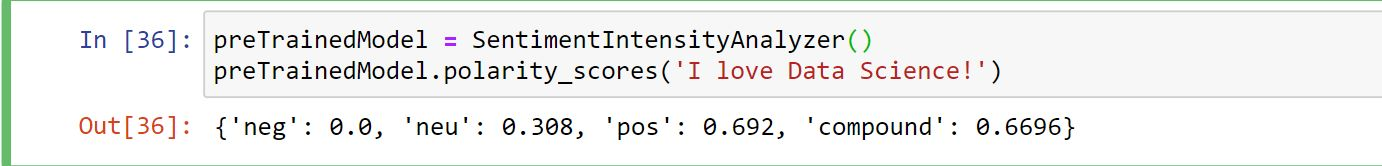 In [36]: preTrainedModel = SentimentIntensityAnalyzer()
preTrainedModel.polarity_scores('I love Data Science!')
Out[36]: {'neg': 0.0, 'neu': 0.308, 'pos': 0.692, 'compound': 0.6696}